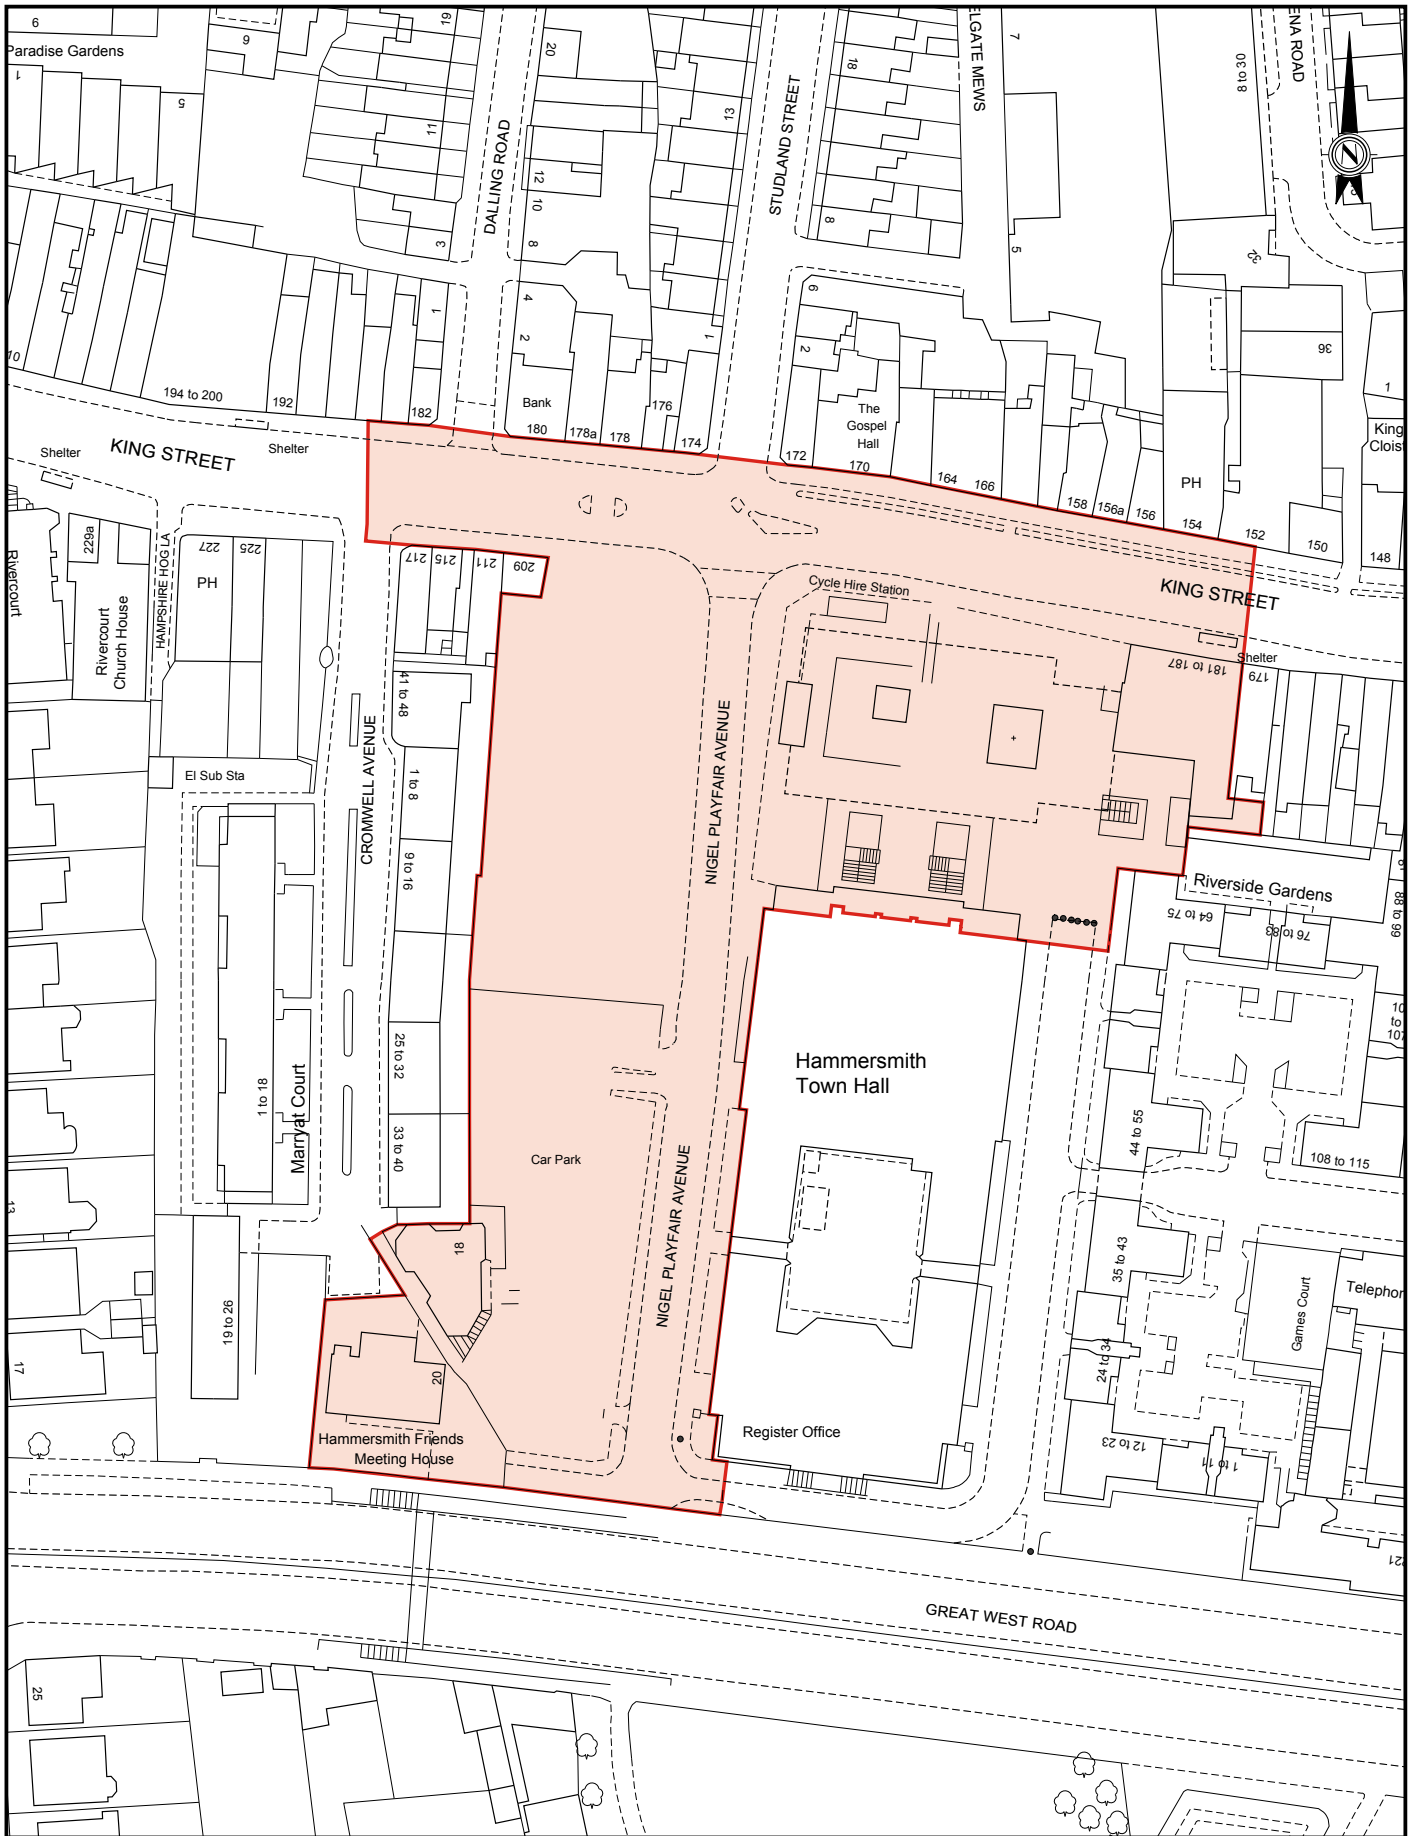 9
Paradise Gardens
1
5
6
19
11
3
20
12
10
8
DALLING ROAD
13
1
STUDLAND STREET
18
8
ELGATE MEWS
7
5
8 to 30
ENA ROAD
N
32
36
1
King
Clois
10
194 to 200
192
182
1
4
2
Bank
180
178a
178
176
174
6
2
The
Gospel
Hall
172
170
164
166
158
156a
156
154
PH
152
150
148
Shelter
KING STREET
Shelter
Rivercourt
229a
Rivercourt
Church House
HAMPSHIRE HOG LA
227
225
PH
217
215
211
209
Cycle Hire Station
KING STREET
Shelter
181 to 187
179
El Sub Sta
CROMWELL AVENUE
41 to 48
1 to 8
9 to 16
25 to 32
33 to 40
NIGEL PLAYFAIR AVENUE
Riverside Gardens
64 to 75
76 to 83
88 to 99
10
to
107
Marryat Court
1 to 18
Hammersmith
Town Hall
Car Park
NIGEL PLAYFAIR AVENUE
44 to 55
108 to 115
13
18
35 to 43
Games Court
Telephon
19 to 26
17
20
24 to 34
Hammersmith Friends
Meeting House
Register Office
12 to 23
1 to 11
221
GREAT WEST ROAD
25